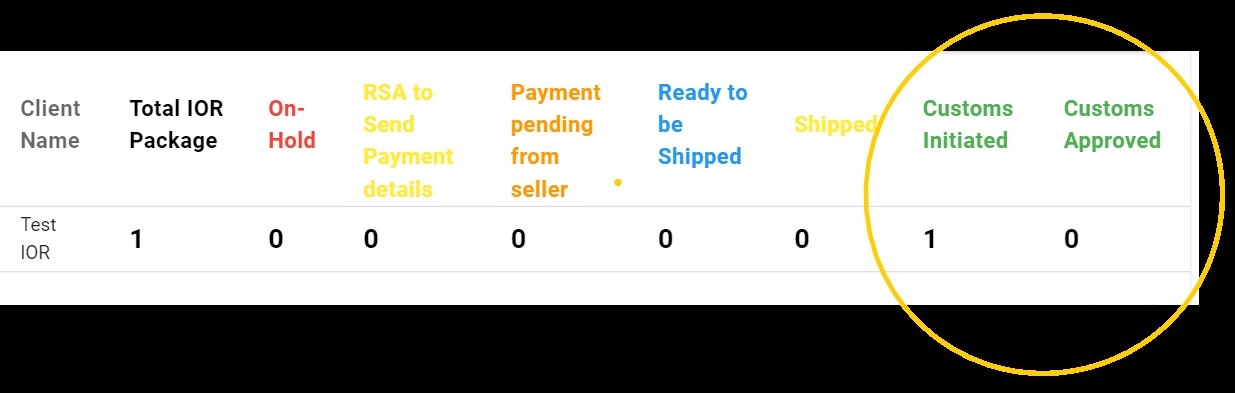 Client Name
Total IOR Package
On-Hold
RSA to Send Payment details
Payment pending from seller
Ready to be Shipped
Shipped
Customs Initiated
Customs Approved
Test IOR
1
0
0
0
0
0
1
0